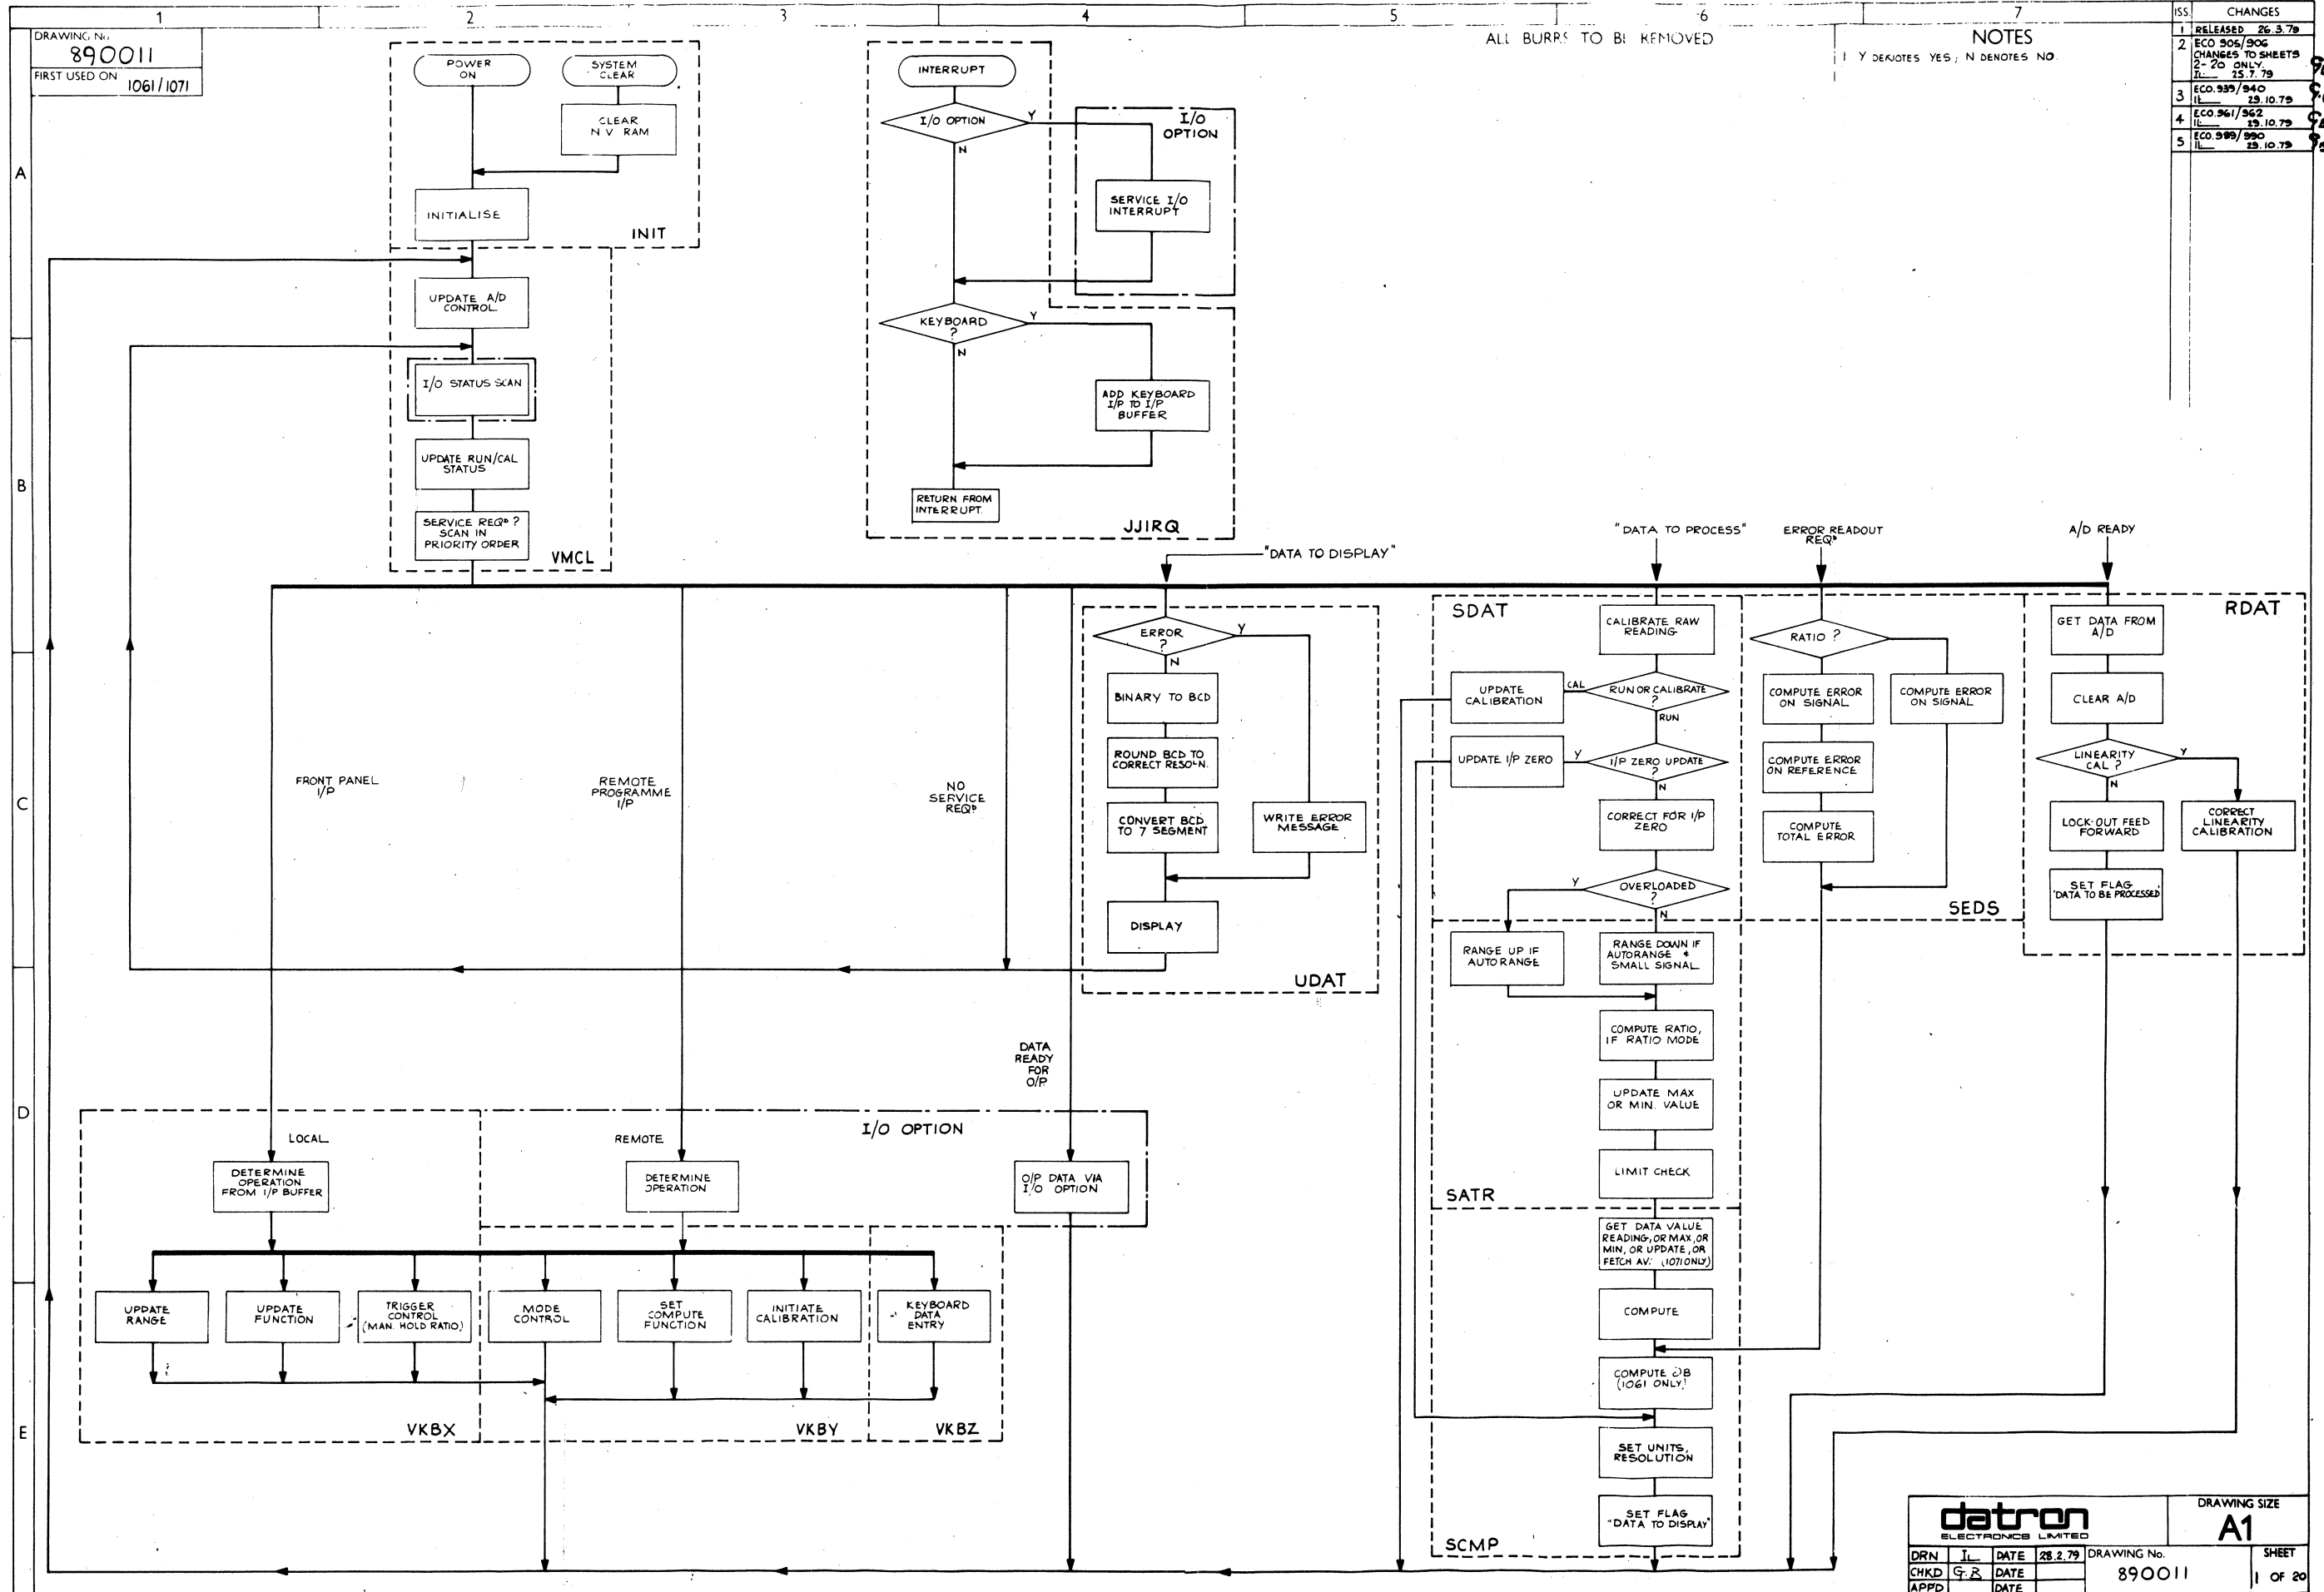 1 2 3 4 5 6 7
A
B
C
D
E
DRAWING No.
890011
FIRST USED ON
1061/1071
ALL BURRS TO BE REMOVED
NOTES
1 Y DENOTES YES; N DENOTES NO.
ISS. CHANGES
1 RELEASED 26.3.79
2 ECO 905/906
CHANGES TO SHEETS
2-20 ONLY.
IL 25.7.79
3 ECO.939/940
IL 29.10.79
4 ECO.961/962
IL 29.10.79
5 ECO.989/990
IL 29.10.79
POWER
ON
SYSTEM
CLEAR
CLEAR
N V RAM
INITIALISE
INIT
UPDATE A/D
CONTROL
I/O STATUS SCAN
UPDATE RUN/CAL
STATUS
SERVICE REQD ?
SCAN IN
PRIORITY ORDER
VMCL
INTERRUPT
I/O OPTION
Y
N
I/O
OPTION
SERVICE I/O
INTERRUPT
KEYBOARD
?
Y
N
ADD KEYBOARD
I/P TO I/P
BUFFER
RETURN FROM
INTERRUPT.
JJIRQ
"DATA TO DISPLAY"
"DATA TO PROCESS"
ERROR READOUT
REQD
A/D READY
FRONT PANEL
I/P
REMOTE
PROGRAMME
I/P
NO
SERVICE
REQD
DATA
READY
FOR
O/P
ERROR
?
Y
N
BINARY TO BCD
ROUND BCD TO
CORRECT RESOLN.
CONVERT BCD
TO 7 SEGMENT
WRITE ERROR
MESSAGE
DISPLAY
UDAT
SDAT
CALIBRATE RAW
READING
RUN OR CALIBRATE
?
CAL
RUN
UPDATE
CALIBRATION
I/P ZERO UPDATE
?
Y
N
UPDATE I/P ZERO
CORRECT FOR I/P
ZERO
OVERLOADED
?
Y
N
RANGE UP IF
AUTORANGE
RANGE DOWN IF
AUTORANGE &
SMALL SIGNAL
COMPUTE RATIO,
IF RATIO MODE
UPDATE MAX
OR MIN. VALUE
LIMIT CHECK
SATR
GET DATA VALUE
READING, OR MAX, OR
MIN, OR UPDATE, OR
FETCH AV. (1071 ONLY)
COMPUTE
COMPUTE dB
(1061 ONLY)
SET UNITS,
RESOLUTION
SET FLAG
"DATA TO DISPLAY"
SCMP
RATIO ?
COMPUTE ERROR
ON SIGNAL
COMPUTE ERROR
ON SIGNAL
COMPUTE ERROR
ON REFERENCE
COMPUTE
TOTAL ERROR
SEDS
RDAT
GET DATA FROM
A/D
CLEAR A/D
LINEARITY
CAL ?
Y
N
LOCK-OUT FEED
FORWARD
CORRECT
LINEARITY
CALIBRATION
SET FLAG
'DATA TO BE PROCESSED'
LOCAL
DETERMINE
OPERATION
FROM I/P BUFFER
REMOTE
DETERMINE
OPERATION
I/O OPTION
O/P DATA VIA
I/O OPTION
UPDATE
RANGE
UPDATE
FUNCTION
TRIGGER
CONTROL
(MAN. HOLD RATIO)
MODE
CONTROL
SET
COMPUTE
FUNCTION
INITIATE
CALIBRATION
KEYBOARD
DATA
ENTRY
VKBX
VKBY
VKBZ
datron
ELECTRONICS LIMITED
DRAWING SIZE
A1
DRN IL DATE 28.2.79
CHKD G.B DATE
APPD DATE
DRAWING No.
890011
SHEET
1 OF 20